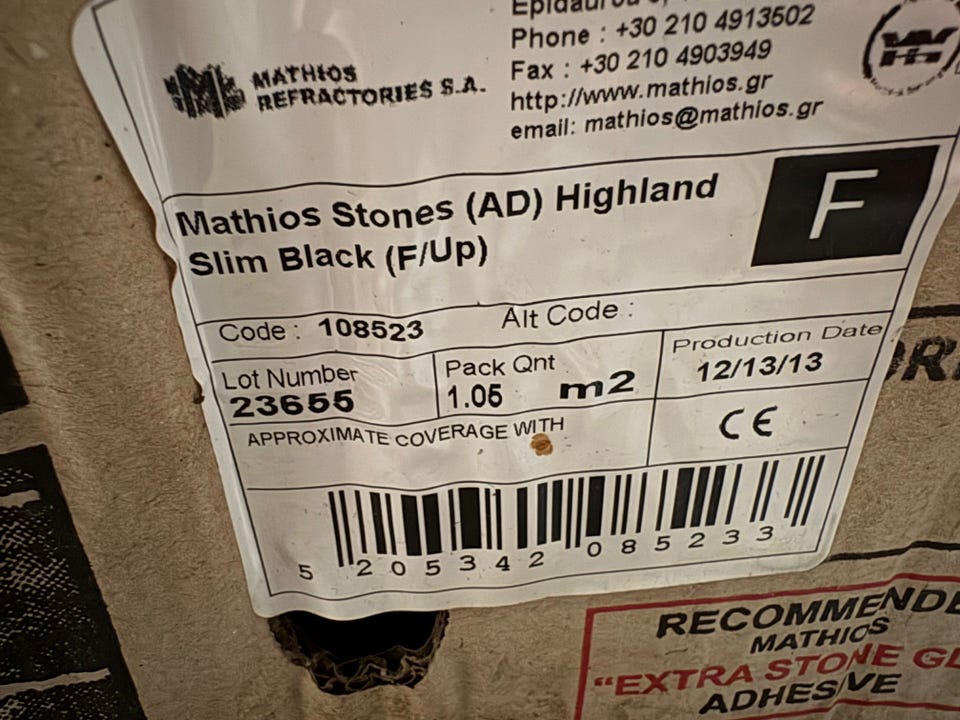 Phone : +30 210 4913502
Fax : +30 210 4903949
http://www.mathios.gr
email: mathios@mathios.gr
MATHIOS
REFRACTORIES S.A.
Mathios Stones (AD) Highland
Slim Black (F/Up)
F
Code : 108523
Alt Code :
Lot Number
23655
Pack Qnt
1.05 m2
Production Date
12/13/13
APPROXIMATE COVERAGE WITH
CE
5 205342 085233
RECOMMENDE
MATHIOS
"EXTRA STONE GL
ADHESIVE